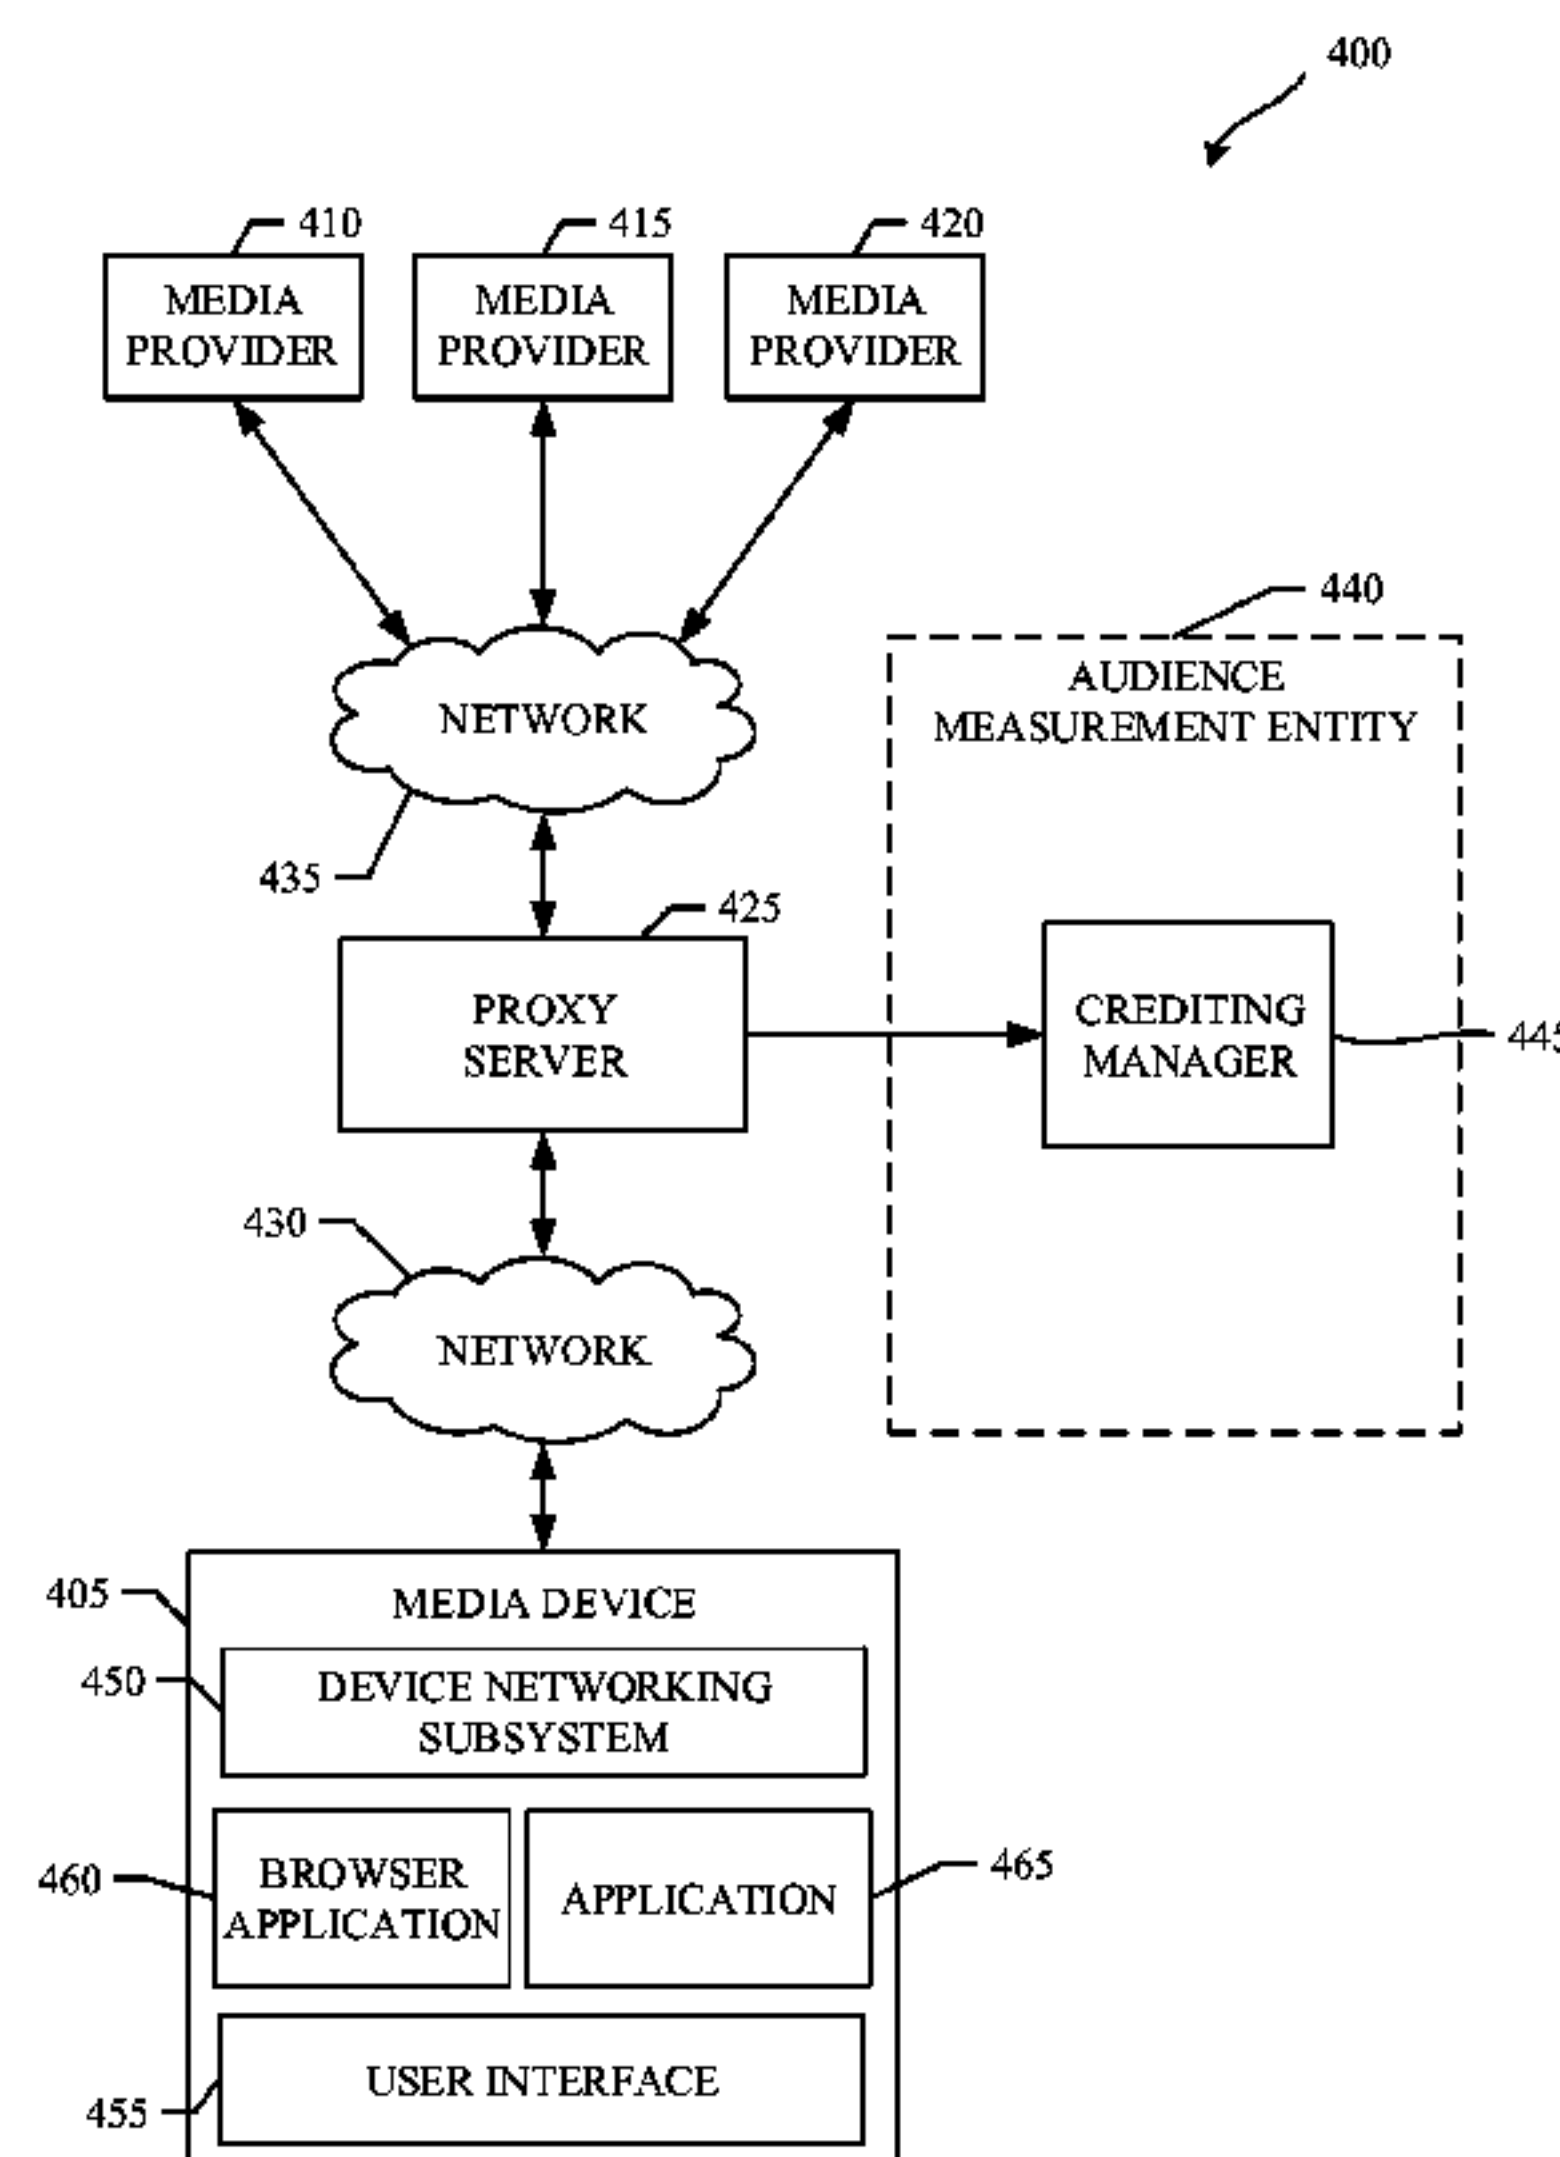 400
410
415
420
MEDIA
PROVIDER
MEDIA
PROVIDER
MEDIA
PROVIDER
440
AUDIENCE
MEASUREMENT ENTITY
NETWORK
435
425
PROXY
SERVER
CREDITING
MANAGER
445
430
NETWORK
405
MEDIA DEVICE
450
DEVICE NETWORKING
SUBSYSTEM
460
BROWSER
APPLICATION
APPLICATION
465
USER INTERFACE
455